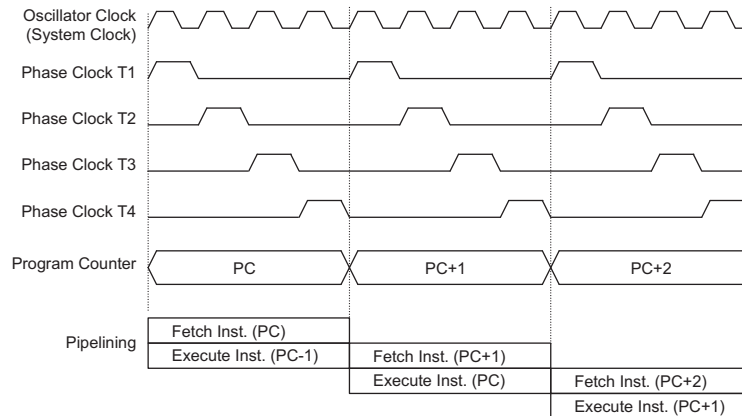 Oscillator Clock
(System Clock)
Phase Clock T1
Phase Clock T2
Phase Clock T3
Phase Clock T4
Program Counter
PC
PC+1
PC+2
Pipelining
Fetch Inst. (PC)
Execute Inst. (PC-1)
Fetch Inst. (PC+1)
Execute Inst. (PC)
Fetch Inst. (PC+2)
Execute Inst. (PC+1)